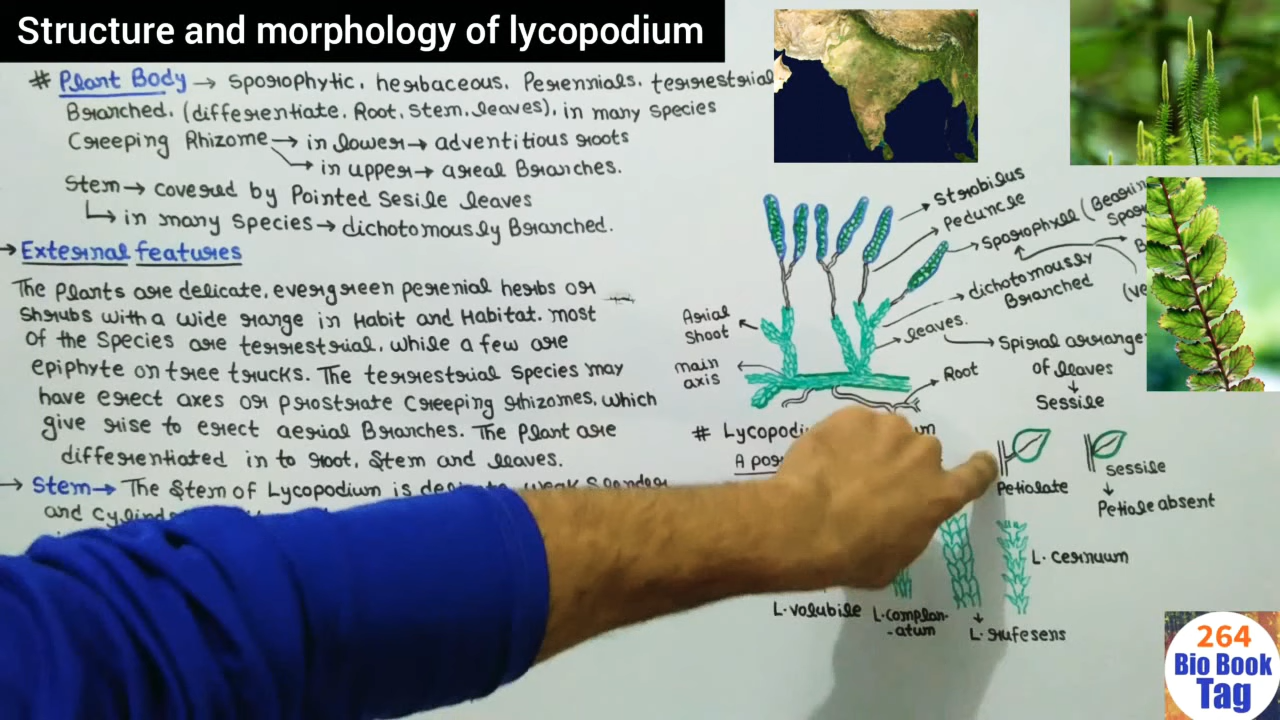 Structure and morphology of lycopodium
# Plant Body → Sporophytic, herbaceous, Perennials, terrestrial
Branched, (differentiate, Root, Stem, leaves), in many Species
Creeping Rhizome → in lower → adventitious roots
→ in upper → areal Branches.
Stem → covered by Pointed Sesile leaves
in many Species → dichotomously Branched.
→ External features
The Plants are delicate, evergreen perenial herbs or
Shrubs with a wide range in Habit and Habitat. most
of the Species are terrestrial, while a few are
epiphyte on tree trucks. The terrestrial Species may
have erect axes or prostrate Creeping rhizomes, which
give rise to erect aerial Branches. The Plant are
differentiated in to root, Stem and leaves.
→ Stem → The Stem of Lycopodium is weak Slender
and
Strobilus
Peduncle
Sporophyll
dichotomously
Branched
leaves.
Spiral arrange
of leaves
↓
Sessile
Arial
Shoot
main
axis
Root
#
A
Petiolate
Sessile
↓
Petiole absent
L. cernuum
L. volubile
L. complan-
-atum
L. rufesens
264
Bio Book
Tag